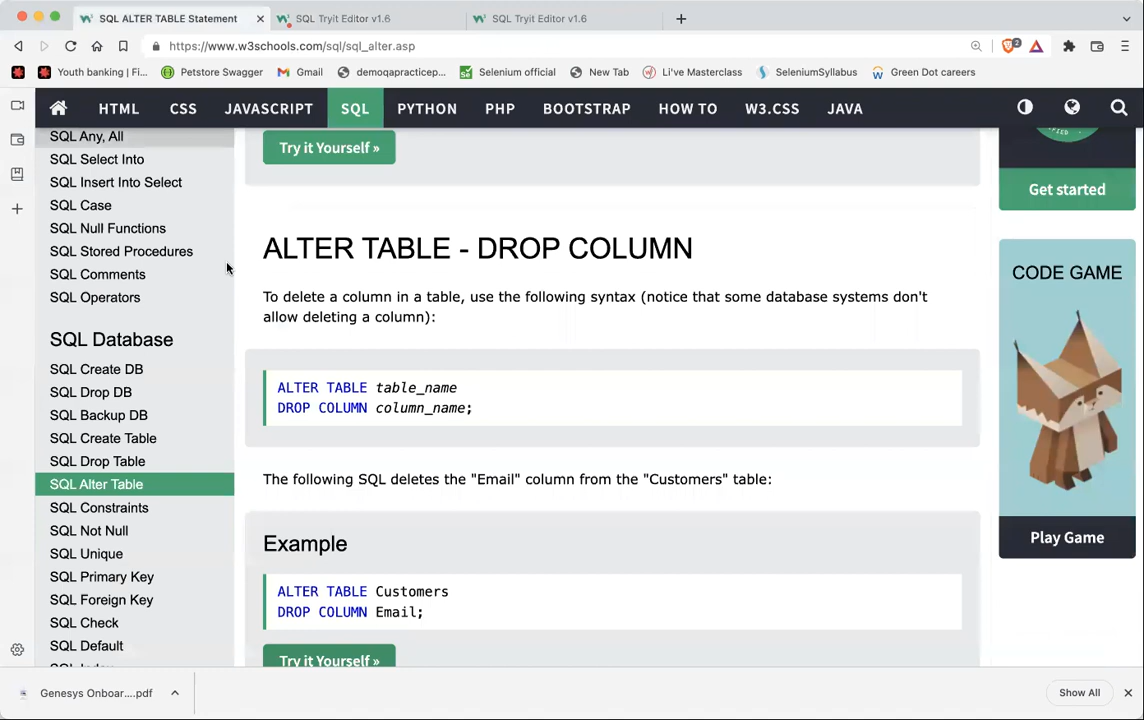 SQL ALTER TABLE Statement
SQL Tryit Editor v1.6
SQL Tryit Editor v1.6
https://www.w3schools.com/sql/sql_alter.asp
2
Youth banking | Fi...
Petstore Swagger
Gmail
demoqapracticep...
Selenium official
New Tab
Li've Masterclass
SeleniumSyllabus
Green Dot careers
HTML
CSS
JAVASCRIPT
SQL
PYTHON
PHP
BOOTSTRAP
HOW TO
W3.CSS
JAVA
SQL Any, All
SQL Select Into
SQL Insert Into Select
SQL Case
SQL Null Functions
SQL Stored Procedures
SQL Comments
SQL Operators
SQL Database
SQL Create DB
SQL Drop DB
SQL Backup DB
SQL Create Table
SQL Drop Table
SQL Alter Table
SQL Constraints
SQL Not Null
SQL Unique
SQL Primary Key
SQL Foreign Key
SQL Check
SQL Default
Try it Yourself »
ALTER TABLE - DROP COLUMN
To delete a column in a table, use the following syntax (notice that some database systems don't
allow deleting a column):
ALTER TABLE table_name
DROP COLUMN column_name;
The following SQL deletes the "Email" column from the "Customers" table:
Example
ALTER TABLE Customers
DROP COLUMN Email;
Try it Yourself »
Get started
CODE GAME
Play Game
Genesys Onboar....pdf
Show All